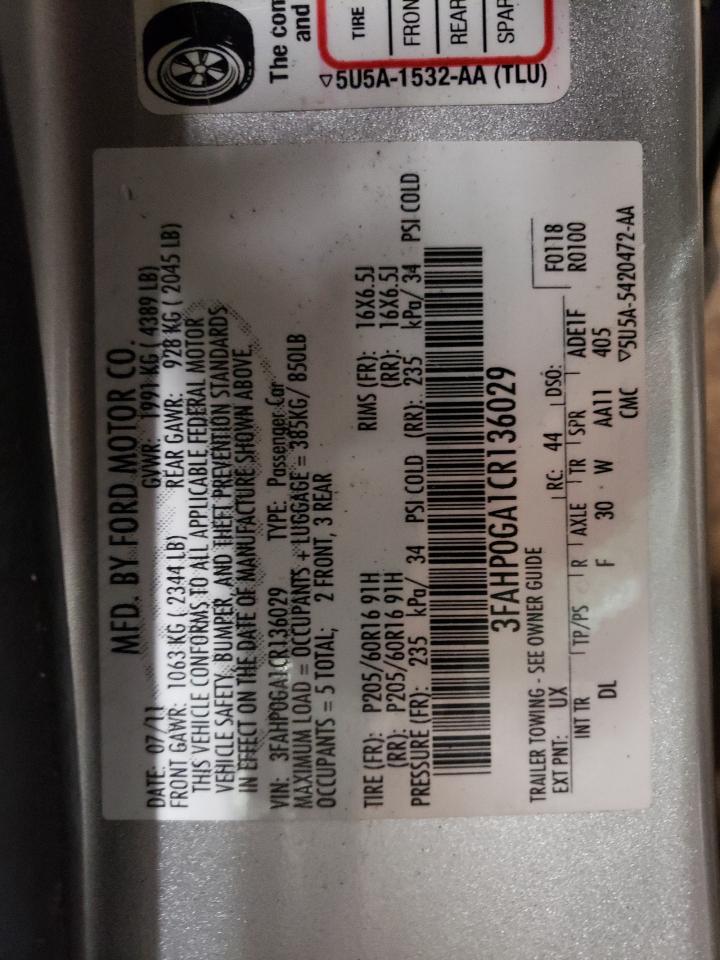 The com
and
TIRE
FRON
REAR
SPAR
▽5U5A-1532-AA (TLU)
MFD. BY FORD MOTOR CO.
DATE: 07/11 GVWR: 1991 KG ( 4389 LB)
FRONT GAWR: 1063 KG ( 2344 LB) REAR GAWR: 928 KG ( 2045 LB)
THIS VEHICLE CONFORMS TO ALL APPLICABLE FEDERAL MOTOR
VEHICLE SAFETY, BUMPER, AND THEFT PREVENTION STANDARDS
IN EFFECT ON THE DATE OF MANUFACTURE SHOWN ABOVE.
VIN: 3FAHP0GA1CR136029 TYPE: Passenger Car
MAXIMUM LOAD = OCCUPANTS + LUGGAGE = 385KG/ 850LB
OCCUPANTS = 5 TOTAL; 2 FRONT, 3 REAR
TIRE (FR): P205/60R16 91H RIMS (FR): 16X6.5J
(RR): P205/60R16 91H (RR): 16X6.5J
PRESSURE (FR): 235 kPa/ 34 PSI COLD (RR): 235 kPa/ 34 PSI COLD
3FAHP0GA1CR136029
TRAILER TOWING - SEE OWNER GUIDE
EXT PNT: UX RC: 44 DSO: F0118
R0100
INT TR TP/PS R AXLE TR SPR ADE1F
DL F 30 W AA11 405
CMC ▽5U5A-5420472-AA